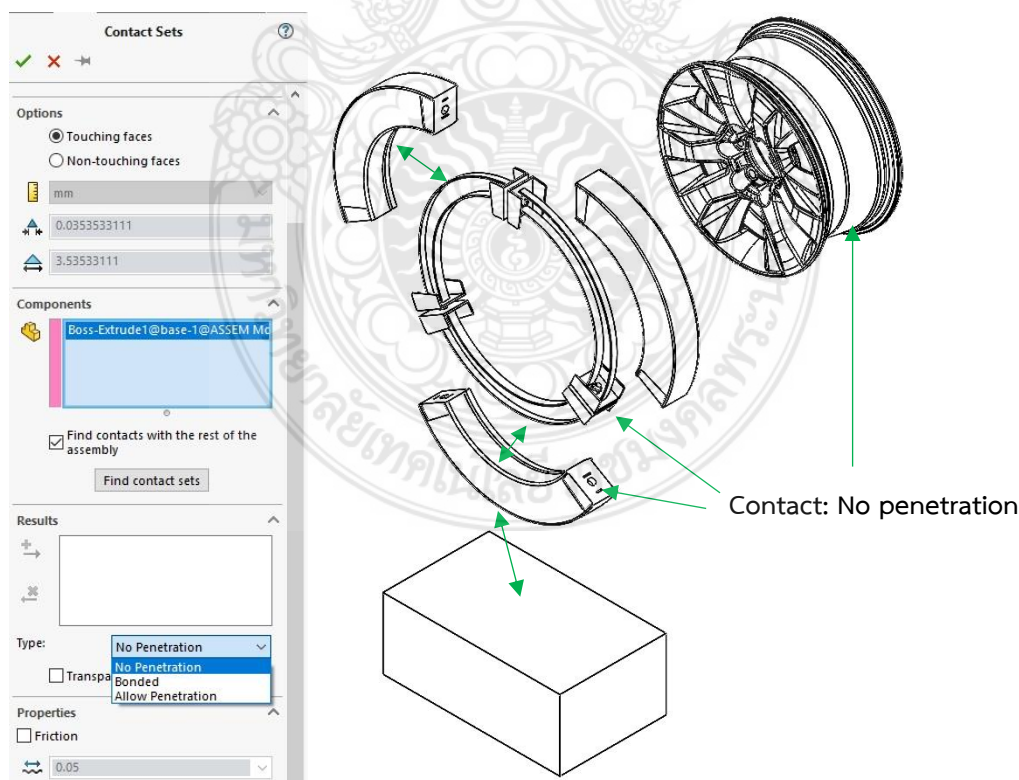 Contact Sets
Options
Touching faces
Non-touching faces
mm
0.0353533111
3.53533111
Components
Boss-Extrude1@base-1@ASSEM Mo
Find contacts with the rest of the
assembly
Find contact sets
Results
Type:
No Penetration
No Penetration
Transpa
Bonded
Allow Penetration
Properties
Friction
0.05
Contact: No penetration